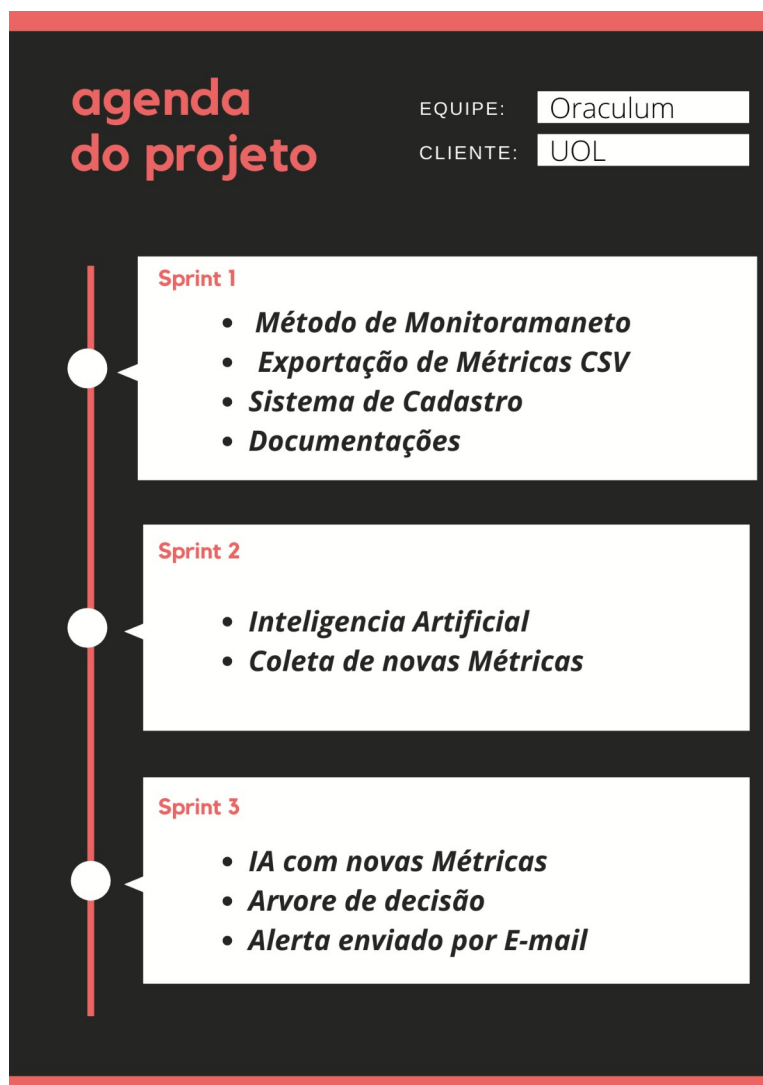 agenda
do projeto
EQUIPE: Oraculum
CLIENTE: UOL
Sprint 1
• Método de Monitoramaneto
• Exportação de Métricas CSV
• Sistema de Cadastro
• Documentações
Sprint 2
• Inteligencia Artificial
• Coleta de novas Métricas
Sprint 3
• IA com novas Métricas
• Arvore de decisão
• Alerta enviado por E-mail